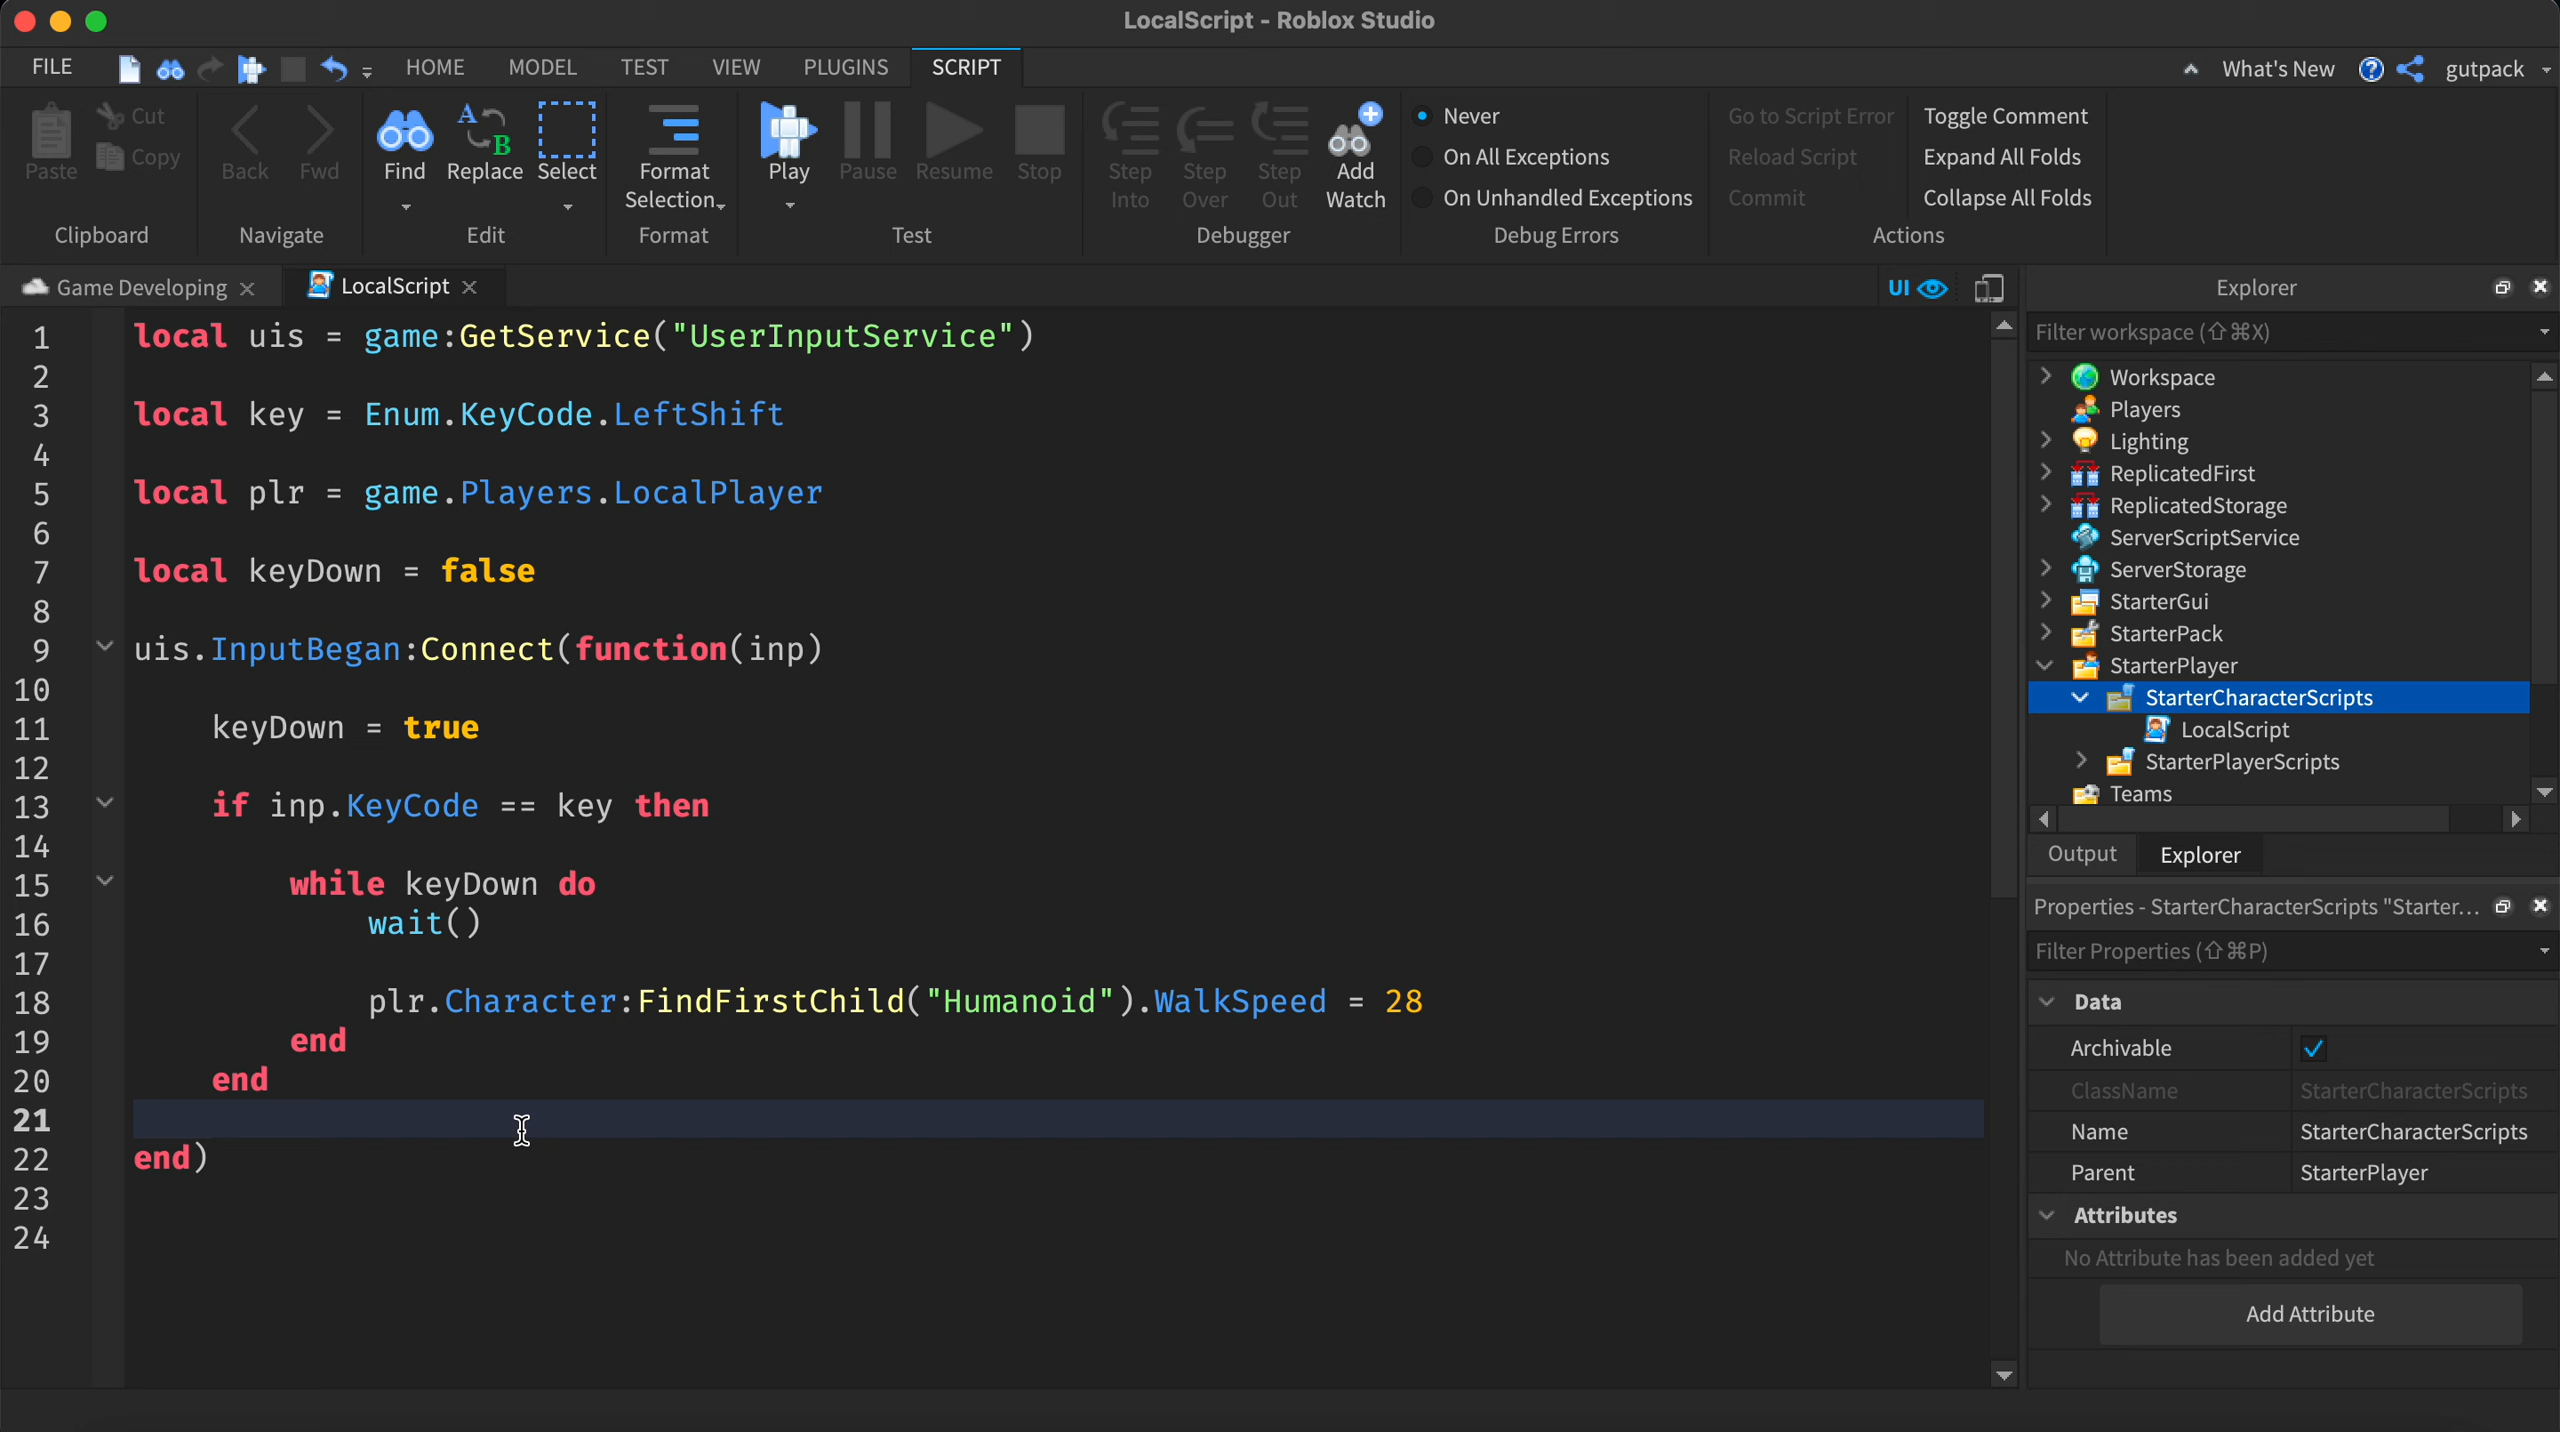 LocalScript - Roblox Studio
FILE HOME MODEL TEST VIEW PLUGINS SCRIPT What's New gutpack
Paste Cut Copy
Clipboard
Back Fwd
Navigate
Find Replace Select
Edit
Format Selection
Format
Play Pause Resume Stop
Test
Step Into Step Over Step Out Add Watch
Debugger
Never
On All Exceptions
On Unhandled Exceptions
Debug Errors
Go to Script Error Toggle Comment
Reload Script Expand All Folds
Commit Collapse All Folds
Actions
Game Developing LocalScript UI
1 local uis = game:GetService("UserInputService")
2
3 local key = Enum.KeyCode.LeftShift
4
5 local plr = game.Players.LocalPlayer
6
7 local keyDown = false
8
9 uis.InputBegan:Connect(function(inp)
10
11 keyDown = true
12
13 if inp.KeyCode == key then
14
15 while keyDown do
16 wait()
17
18 plr.Character:FindFirstChild("Humanoid").WalkSpeed = 28
19 end
20 end
21
22 end)
23
24
Explorer
Filter workspace (⇧⌘X)
Workspace
Players
Lighting
ReplicatedFirst
ReplicatedStorage
ServerScriptService
ServerStorage
StarterGui
StarterPack
StarterPlayer
StarterCharacterScripts
LocalScript
StarterPlayerScripts
Teams
Output Explorer
Properties - StarterCharacterScripts "Starter...
Filter Properties (⇧⌘P)
Data
Archivable
ClassName StarterCharacterScripts
Name StarterCharacterScripts
Parent StarterPlayer
Attributes
No Attribute has been added yet
Add Attribute